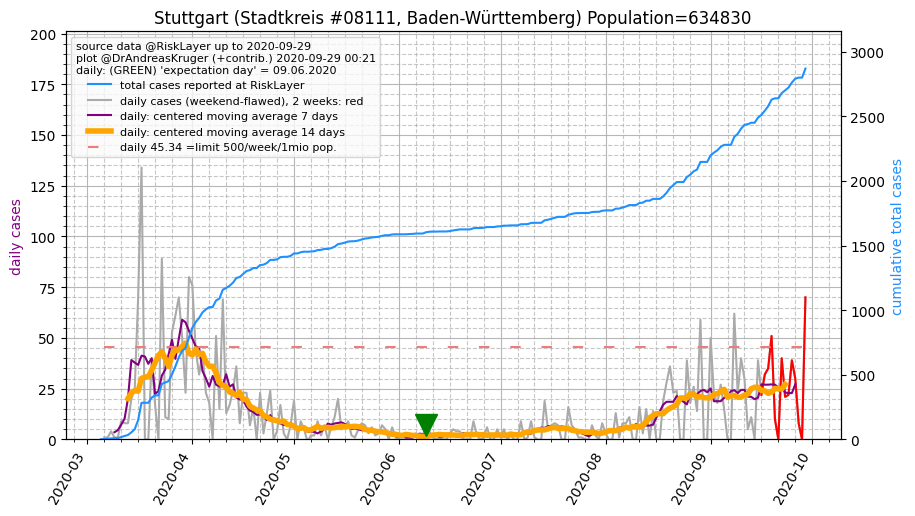 Stuttgart (Stadtkreis #08111, Baden-Württemberg) Population=634830
source data @RiskLayer up to 2020-09-29
plot @DrAndreasKruger (+contrib.) 2020-09-29 00:21
daily: (GREEN) 'expectation day' = 09.06.2020
total cases reported at RiskLayer
daily cases (weekend-flawed), 2 weeks: red
daily: centered moving average 7 days
daily: centered moving average 14 days
daily 45.34 =limit 500/week/1mio pop.
daily cases
200
175
150
125
100
75
50
25
0
3000
2500
2000
1500
1000
500
0
cumulative total cases
2020-03
2020-04
2020-05
2020-06
2020-07
2020-08
2020-09
2020-10